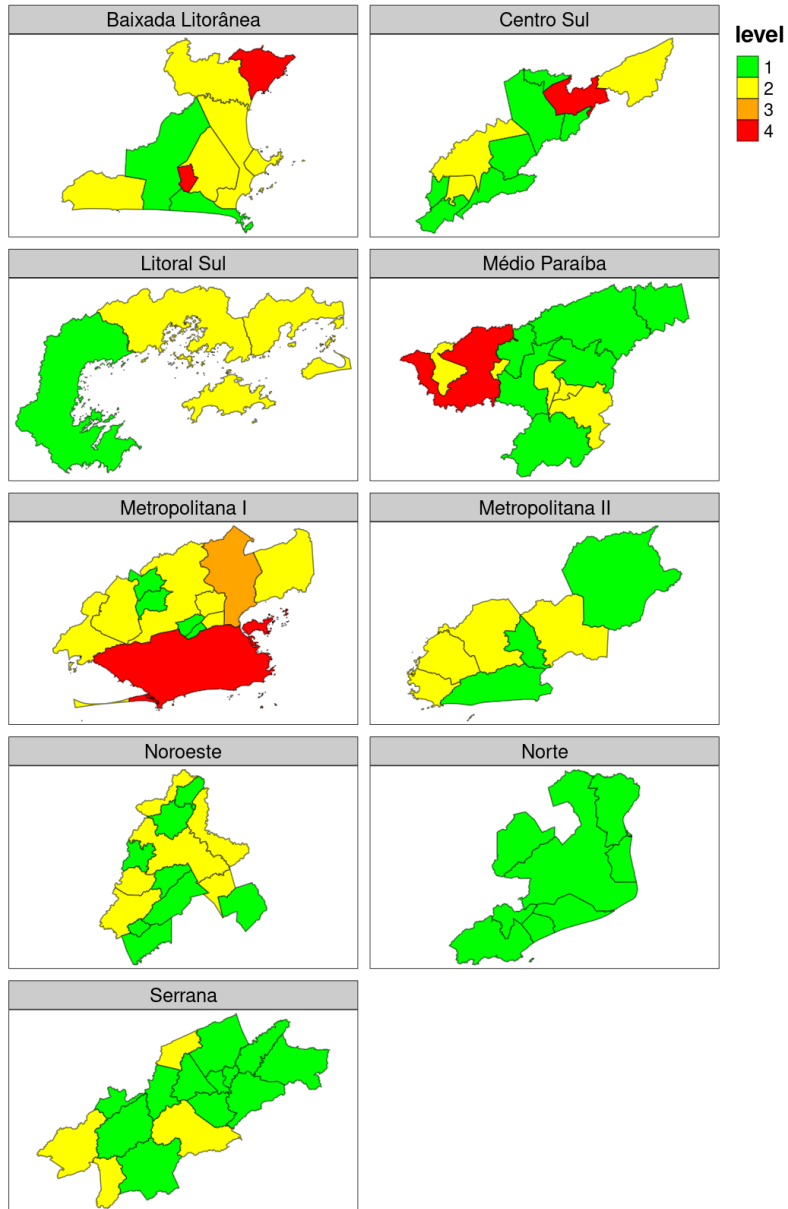 Baixada Litorânea
Centro Sul
level
1
2
3
4
Litoral Sul
Médio Paraíba
Metropolitana I
Metropolitana II
Noroeste
Norte
Serrana